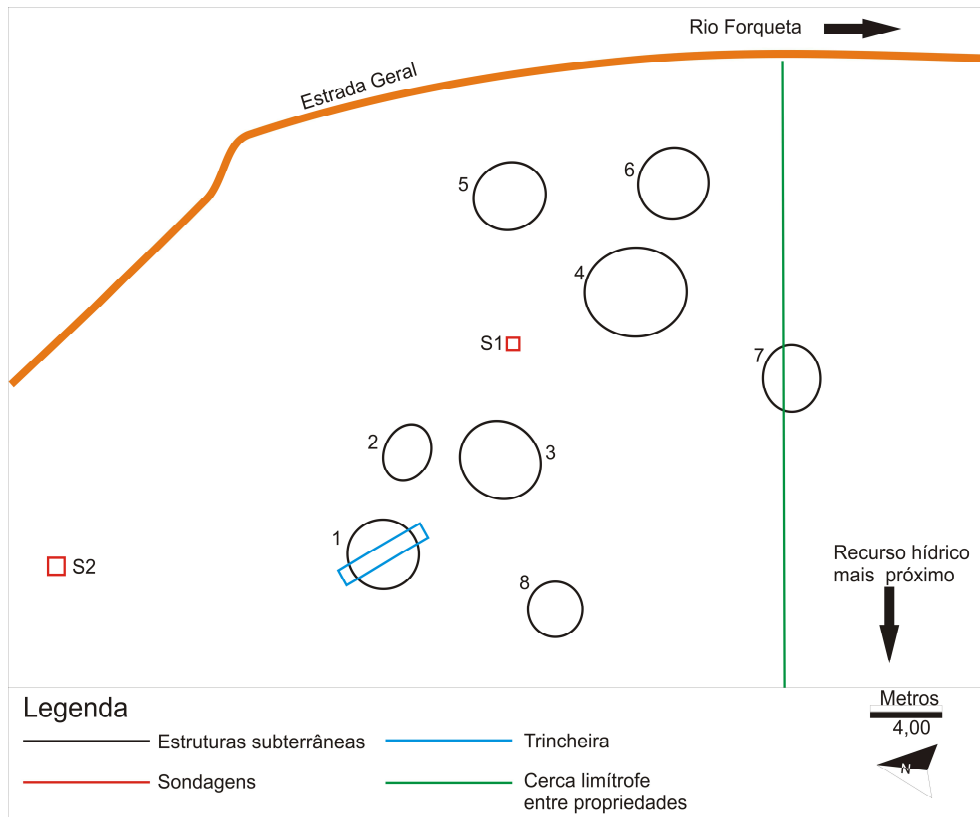 Rio Forqueta
Estrada Geral
5
6
4
S1
7
2
3
1
S2
8
Recurso hídrico
mais próximo
Legenda
Estruturas subterrâneas
Trincheira
Sondagens
Cerca limítrofe
entre propriedades
Metros
4,00
N